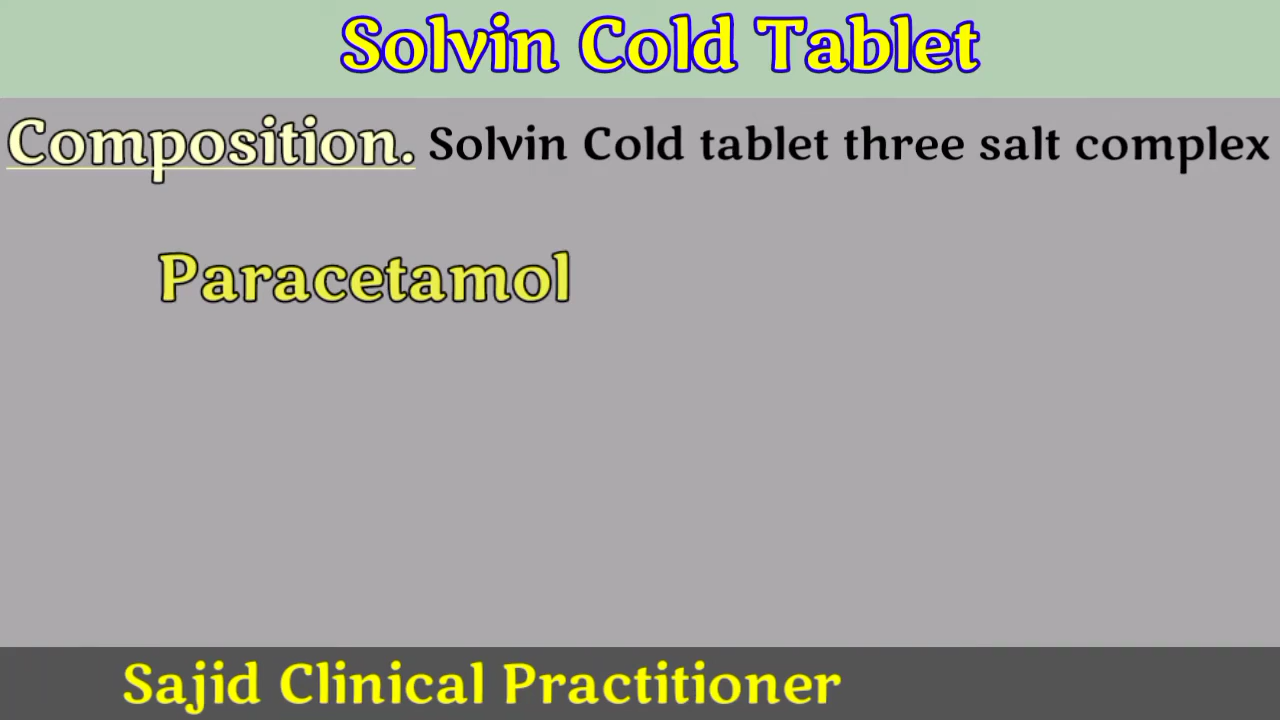 Solvin Cold Tablet
Composition. Solvin Cold tablet three salt complex
Paracetamol
Sajid Clinical Practitioner